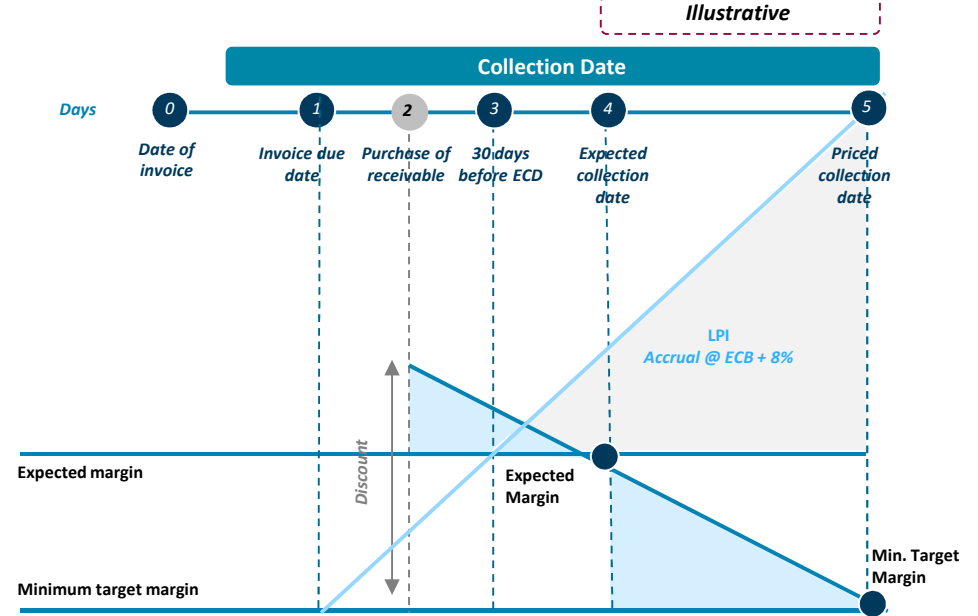 Illustrative
Collection Date
Days
0
1
2
3
4
5
Date of
invoice
Invoice due
date
Purchase of
receivable
30 days
before ECD
Expected
collection
date
Priced
collection
date
LPI
Accrual @ ECB + 8%
Discount
Expected margin
Expected
Margin
Minimum target margin
Min. Target
Margin